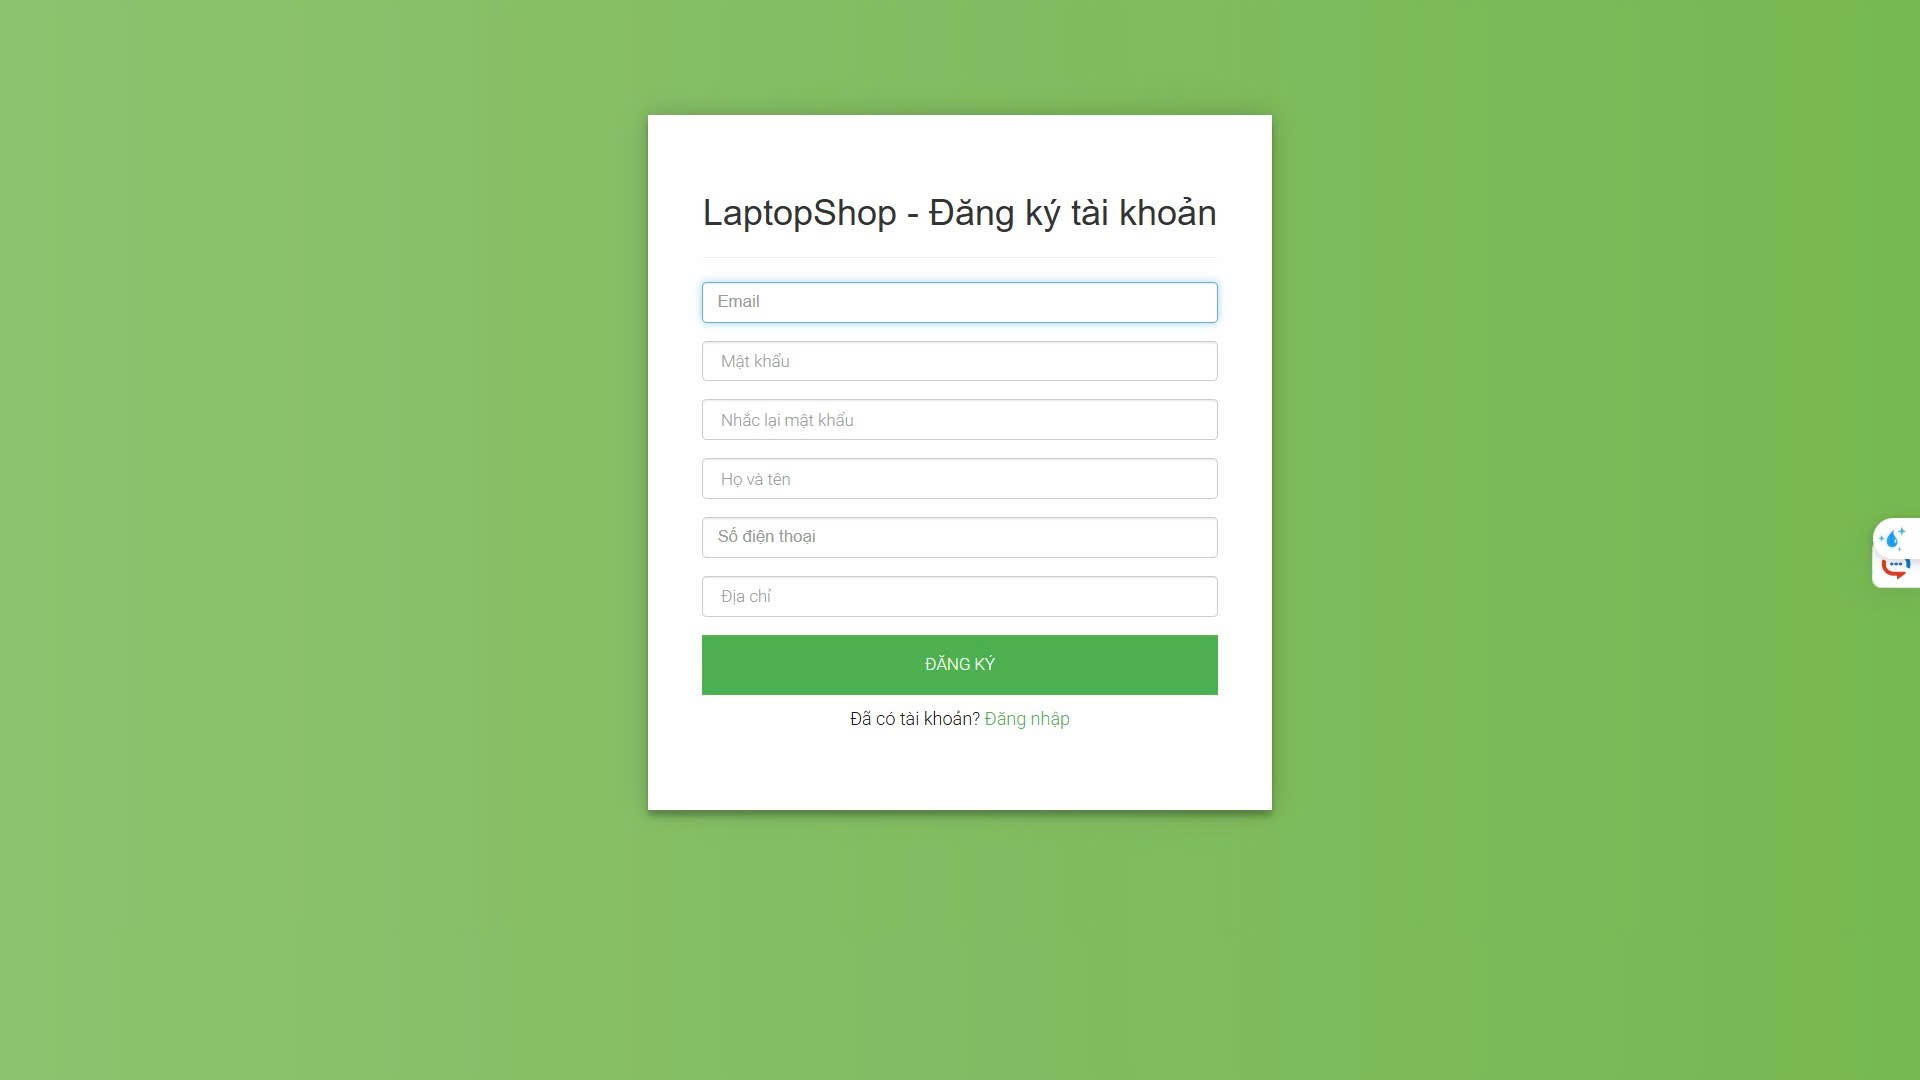 LaptopShop - Đăng ký tài khoản
Email
Mật khẩu
Nhắc lại mật khẩu
Họ và tên
Số điện thoại
Địa chỉ
ĐĂNG KÝ
Đã có tài khoản? Đăng nhập